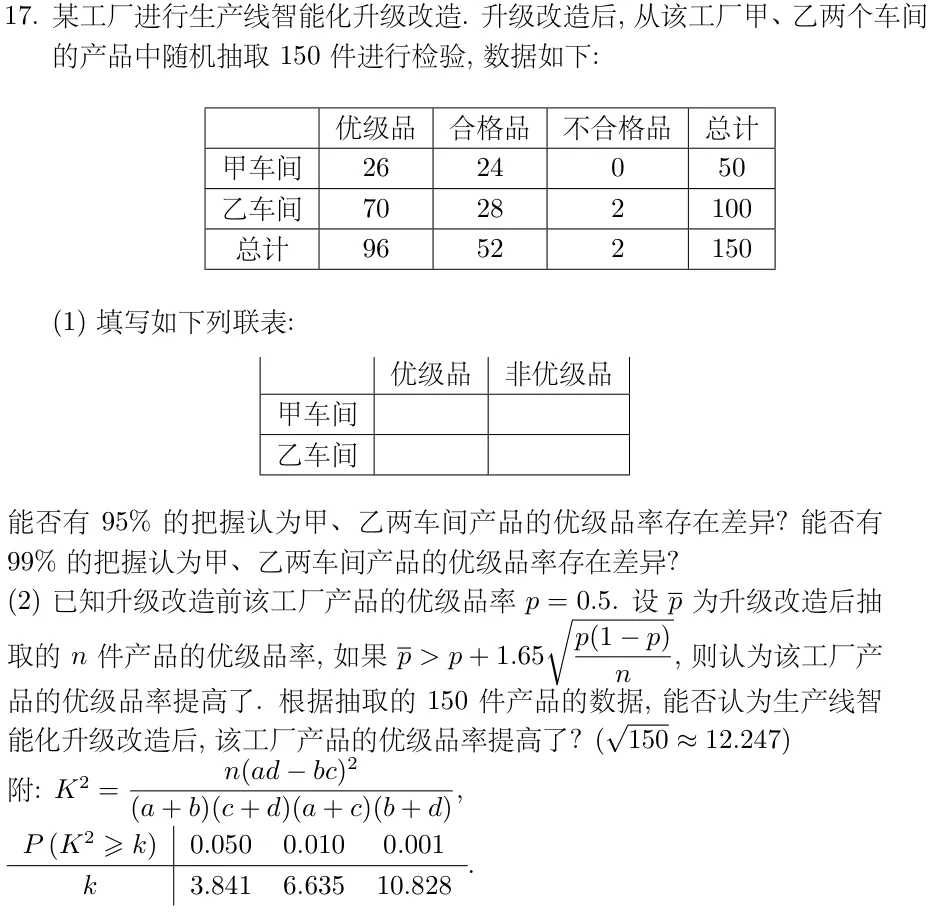 17. 某工厂进行生产线智能化升级改造. 升级改造后, 从该工厂甲、乙两个车间
的产品中随机抽取 150 件进行检验, 数据如下:
优级品 合格品 不合格品 总计
甲车间 26 24 0 50
乙车间 70 28 2 100
总计 96 52 2 150
(1) 填写如下列联表:
优级品 非优级品
甲车间
乙车间
能否有 95% 的把握认为甲、乙两车间产品的优级品率存在差异? 能否有
99% 的把握认为甲、乙两车间产品的优级品率存在差异?
(2) 已知升级改造前该工厂产品的优级品率 p = 0.5. 设 p̅ 为升级改造后抽
取的 n 件产品的优级品率, 如果 p̅ > p + 1.65√(p(1 − p)/n), 则认为该工厂产
品的优级品率提高了. 根据抽取的 150 件产品的数据, 能否认为生产线智
能化升级改造后, 该工厂产品的优级品率提高了? (√150 ≈ 12.247)
附: K² = n(ad − bc)²/((a + b)(c + d)(a + c)(b + d)),
P (K² ⩾ k) 0.050 0.010 0.001
k 3.841 6.635 10.828 .